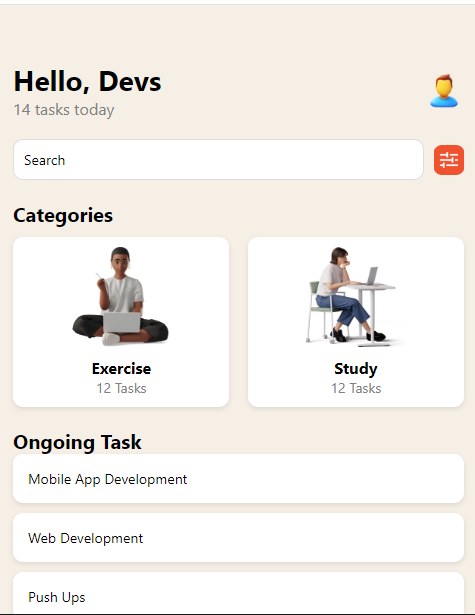 Hello, Devs
14 tasks today
Search
Categories
Exercise
12 Tasks
Study
12 Tasks
Ongoing Task
Mobile App Development
Web Development
Push Ups